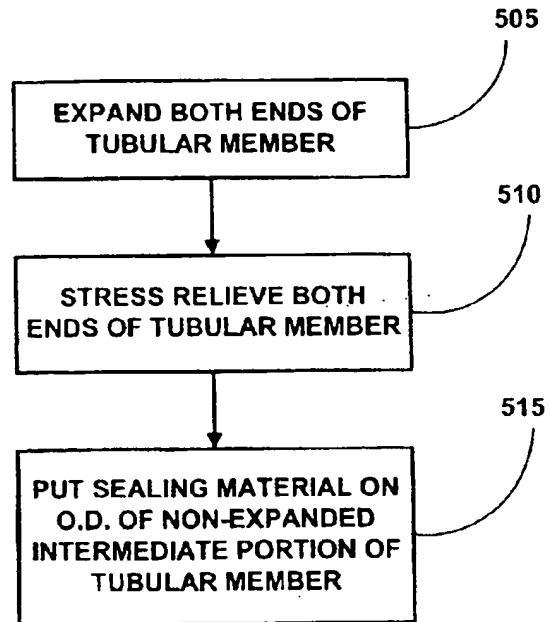 505
EXPAND BOTH ENDS OF
TUBULAR MEMBER
510
STRESS RELIEVE BOTH
ENDS OF TUBULAR MEMBER
515
PUT SEALING MATERIAL ON
O.D. OF NON-EXPANDED
INTERMEDIATE PORTION OF
TUBULAR MEMBER